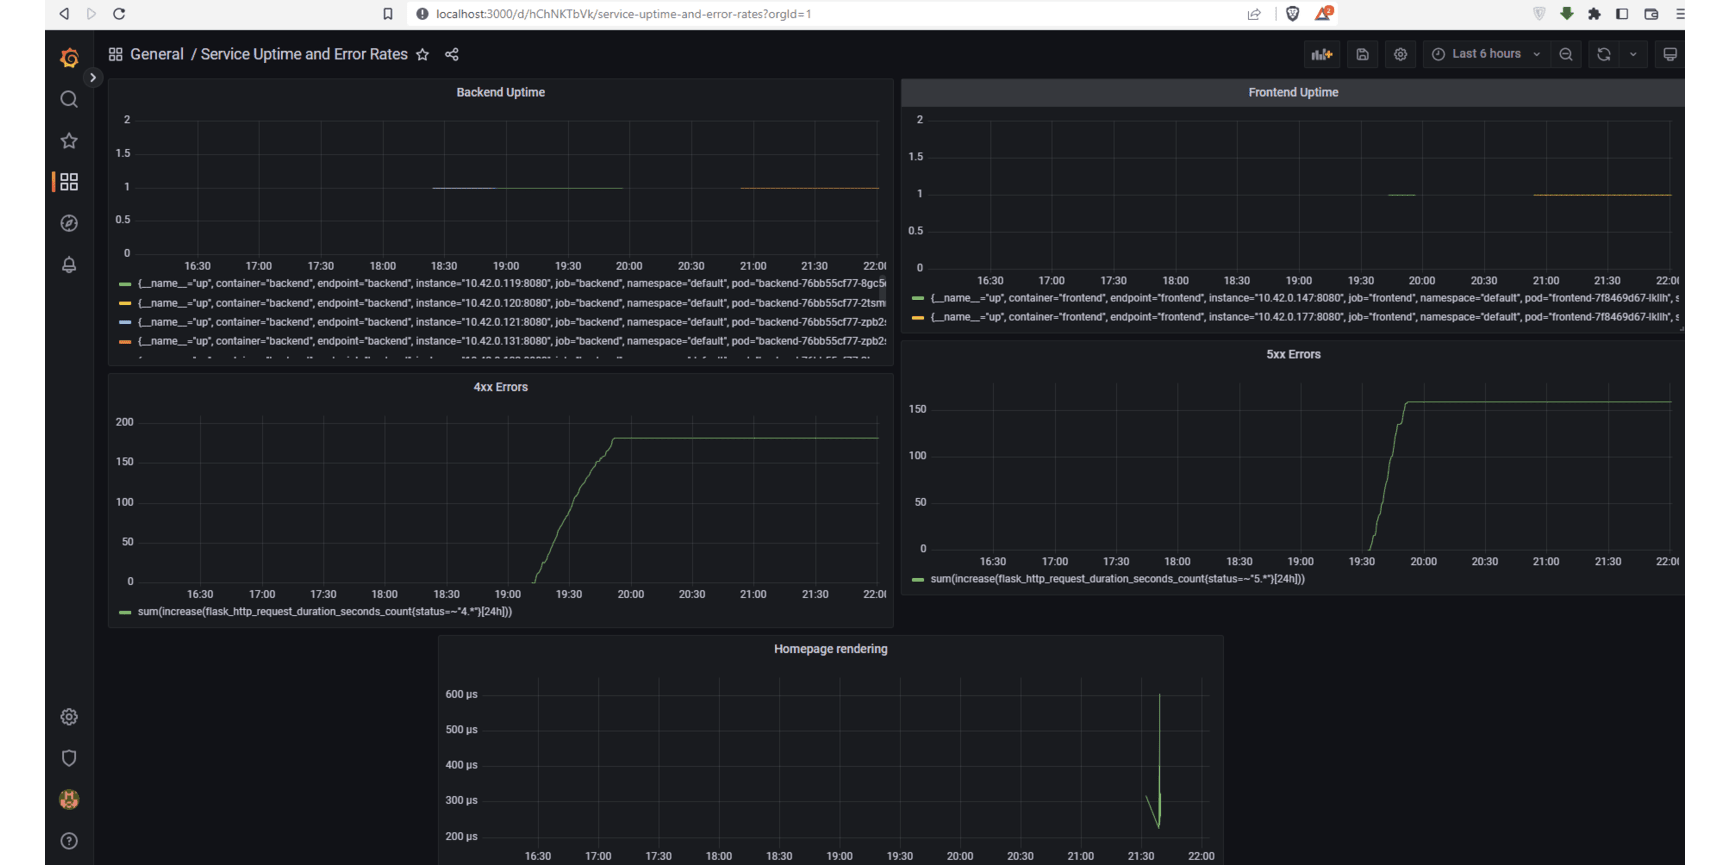 localhost:3000/d/hChNKTbVk/service-uptime-and-error-rates?orgId=1
2
General / Service Uptime and Error Rates
Last 6 hours
Backend Uptime
2
1.5
1
0.5
0
16:30 17:00 17:30 18:00 18:30 19:00 19:30 20:00 20:30 21:00 21:30 22:00
{__name__="up", container="backend", endpoint="backend", instance="10.42.0.119:8080", job="backend", namespace="default", pod="backend-76bb55cf77-8gc5
{__name__="up", container="backend", endpoint="backend", instance="10.42.0.120:8080", job="backend", namespace="default", pod="backend-76bb55cf77-2tsm
{__name__="up", container="backend", endpoint="backend", instance="10.42.0.121:8080", job="backend", namespace="default", pod="backend-76bb55cf77-zpb2
{__name__="up", container="backend", endpoint="backend", instance="10.42.0.131:8080", job="backend", namespace="default", pod="backend-76bb55cf77-zpb2
Frontend Uptime
2
1.5
1
0.5
0
16:30 17:00 17:30 18:00 18:30 19:00 19:30 20:00 20:30 21:00 21:30 22:00
{__name__="up", container="frontend", endpoint="frontend", instance="10.42.0.147:8080", job="frontend", namespace="default", pod="frontend-7f8469d67-lkllh", s
{__name__="up", container="frontend", endpoint="frontend", instance="10.42.0.177:8080", job="frontend", namespace="default", pod="frontend-7f8469d67-lkllh", s
4xx Errors
200
150
100
50
0
16:30 17:00 17:30 18:00 18:30 19:00 19:30 20:00 20:30 21:00 21:30 22:00
sum(increase(flask_http_request_duration_seconds_count{status=~"4.*"}[24h]))
5xx Errors
150
100
50
0
16:30 17:00 17:30 18:00 18:30 19:00 19:30 20:00 20:30 21:00 21:30 22:00
sum(increase(flask_http_request_duration_seconds_count{status=~"5.*"}[24h]))
Homepage rendering
600 µs
500 µs
400 µs
300 µs
200 µs
16:30 17:00 17:30 18:00 18:30 19:00 19:30 20:00 20:30 21:00 21:30 22:00